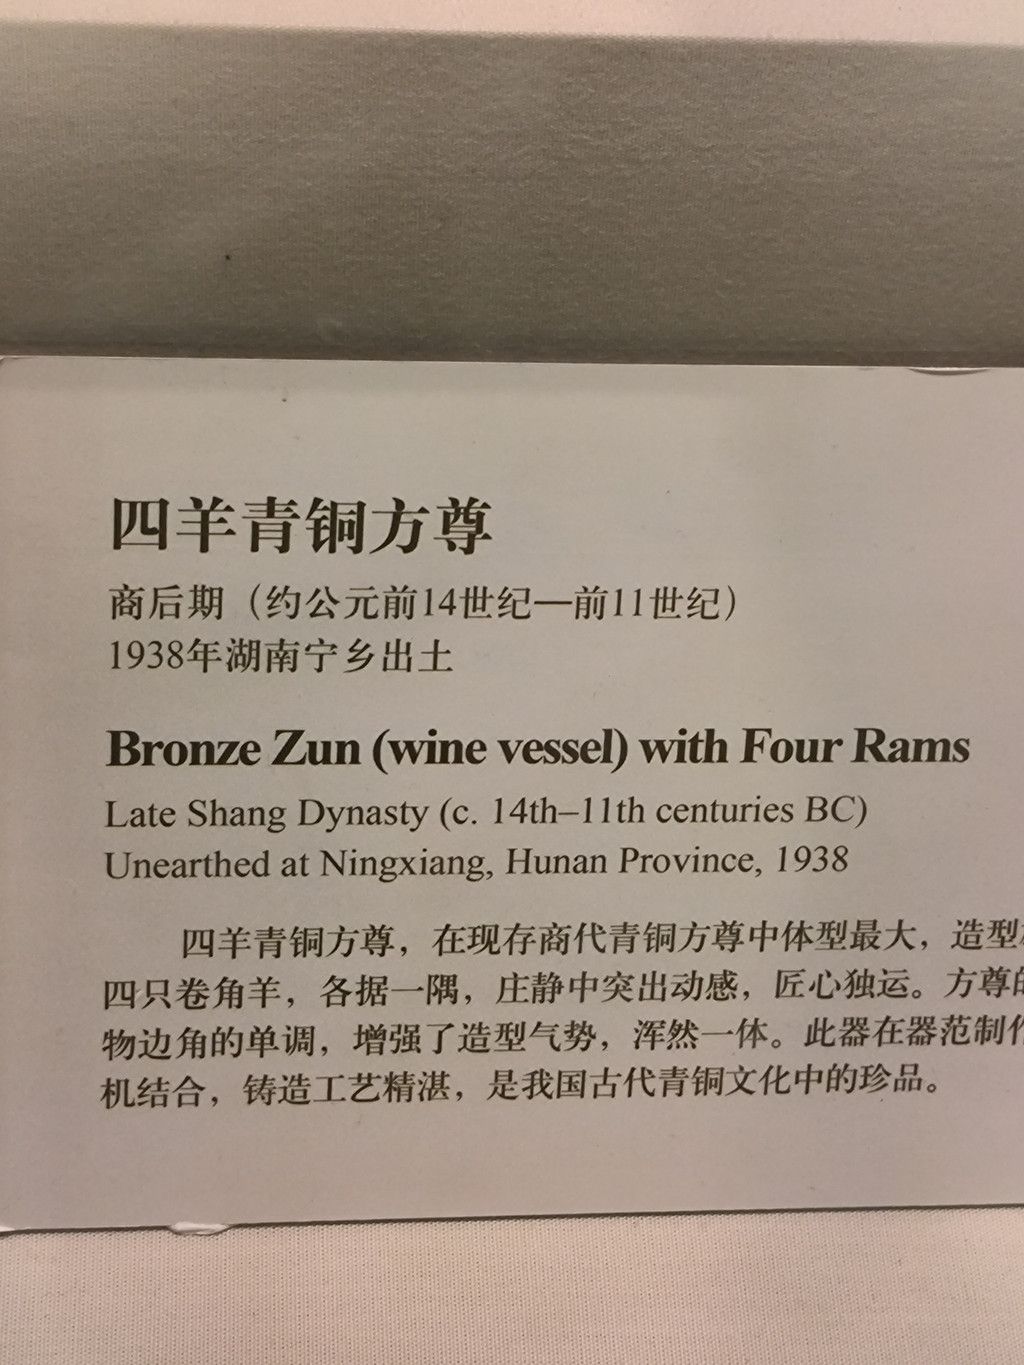 四羊青铜方尊
商后期（约公元前14世纪—前11世纪）
1938年湖南宁乡出土
Bronze Zun (wine vessel) with Four Rams
Late Shang Dynasty (c. 14th–11th centuries BC)
Unearthed at Ningxiang, Hunan Province, 1938
四羊青铜方尊，在现存商代青铜方尊中体型最大，造型
四只卷角羊，各据一隅，庄静中突出动感，匠心独运。方尊的
物边角的单调，增强了造型气势，浑然一体。此器在器范制作
机结合，铸造工艺精湛，是我国古代青铜文化中的珍品。